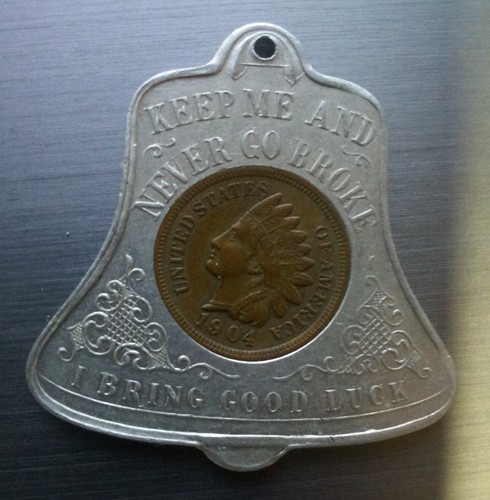 KEEP ME AND
NEVER GO BROKE
UNITED STATES
OF AMERICA
1904
I BRING GOOD LUCK